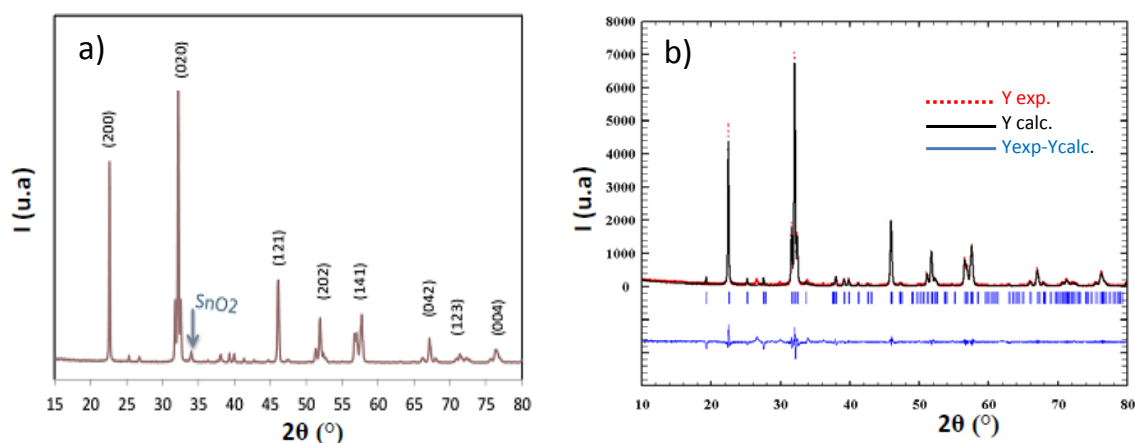 a)
I (u.a)
(200)
(020)
SnO2
(121)
(202)
(141)
(042)
(123)
(004)
15 20 25 30 35 40 45 50 55 60 65 70 75 80
2θ (°)
b)
I (u.a)
8000
7000
6000
5000
4000
3000
2000
1000
0
Y exp.
Y calc.
Yexp-Ycalc.
10 20 30 40 50 60 70 80
2θ (°)